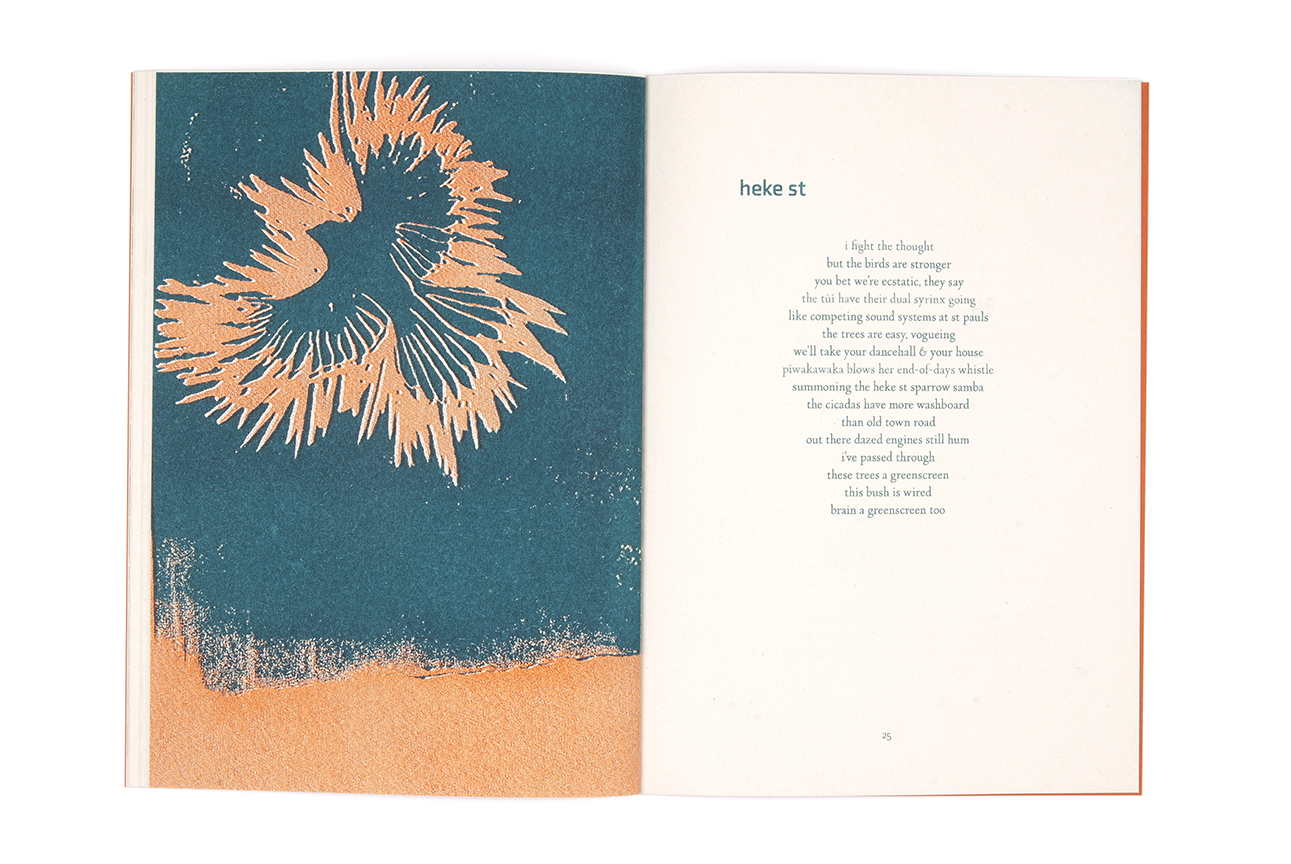 heke st
i fight the thought
but the birds are stronger
you bet we're ecstatic, they say
the tūī have their dual syrinx going
like competing sound systems at st pauls
the trees are easy, vogueing
we'll take your dancehall & your house
piwakawaka blows her end-of-days whistle
summoning the heke st sparrow samba
the cicadas have more washboard
than old town road
out there dazed engines still hum
i've passed through
these trees a greenscreen
this bush is wired
brain a greenscreen too
25